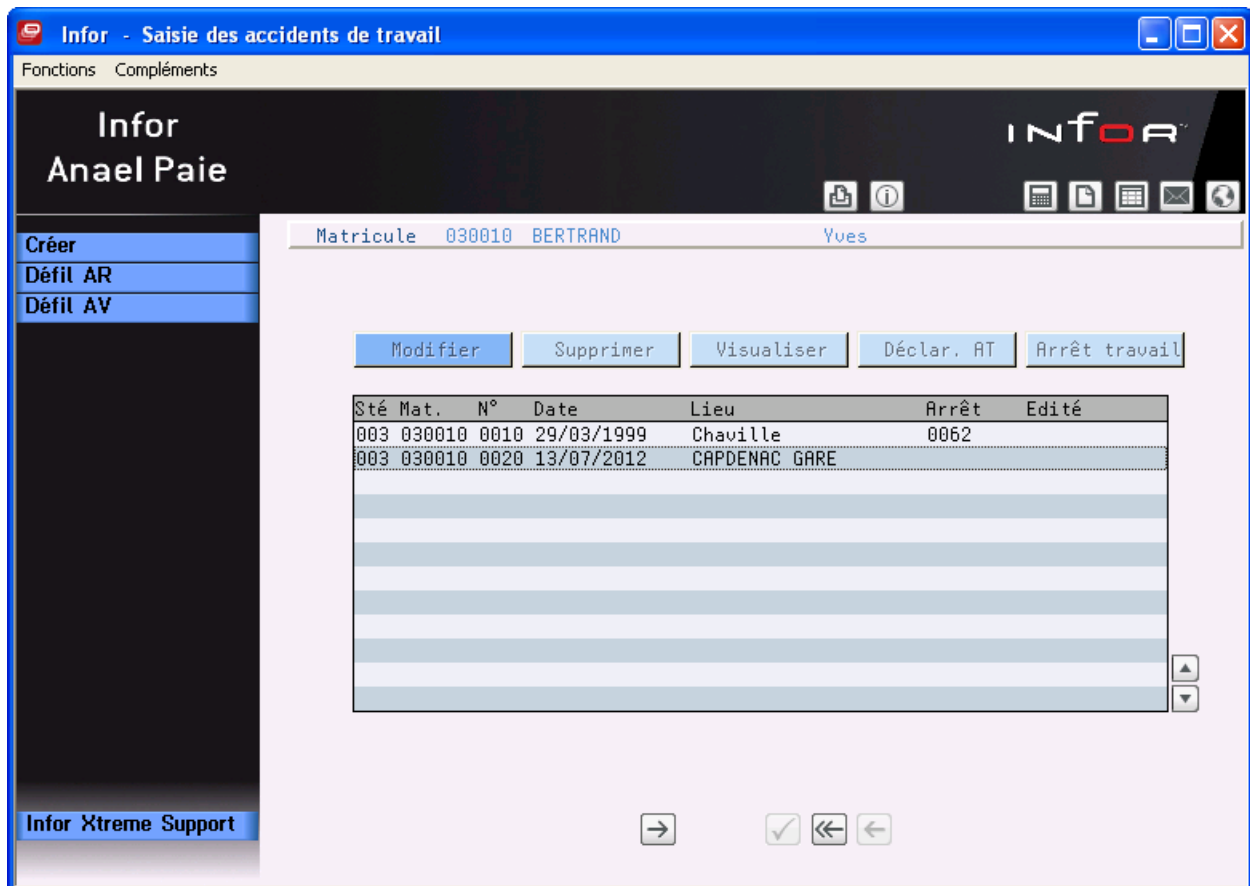 Infor - Saisie des accidents de travail
Fonctions Compléments
Infor
Anael Paie
INfOR
Créer
Défil AR
Défil AV
Matricule 030010 BERTRAND Yves
Modifier Supprimer Visualiser Déclar. AT Arrêt travail
Sté Mat. N° Date Lieu Arrêt Edité
003 030010 0010 29/03/1999 Chaville 0062
003 030010 0020 13/07/2012 CAPDENAC GARE
Infor Xtreme Support